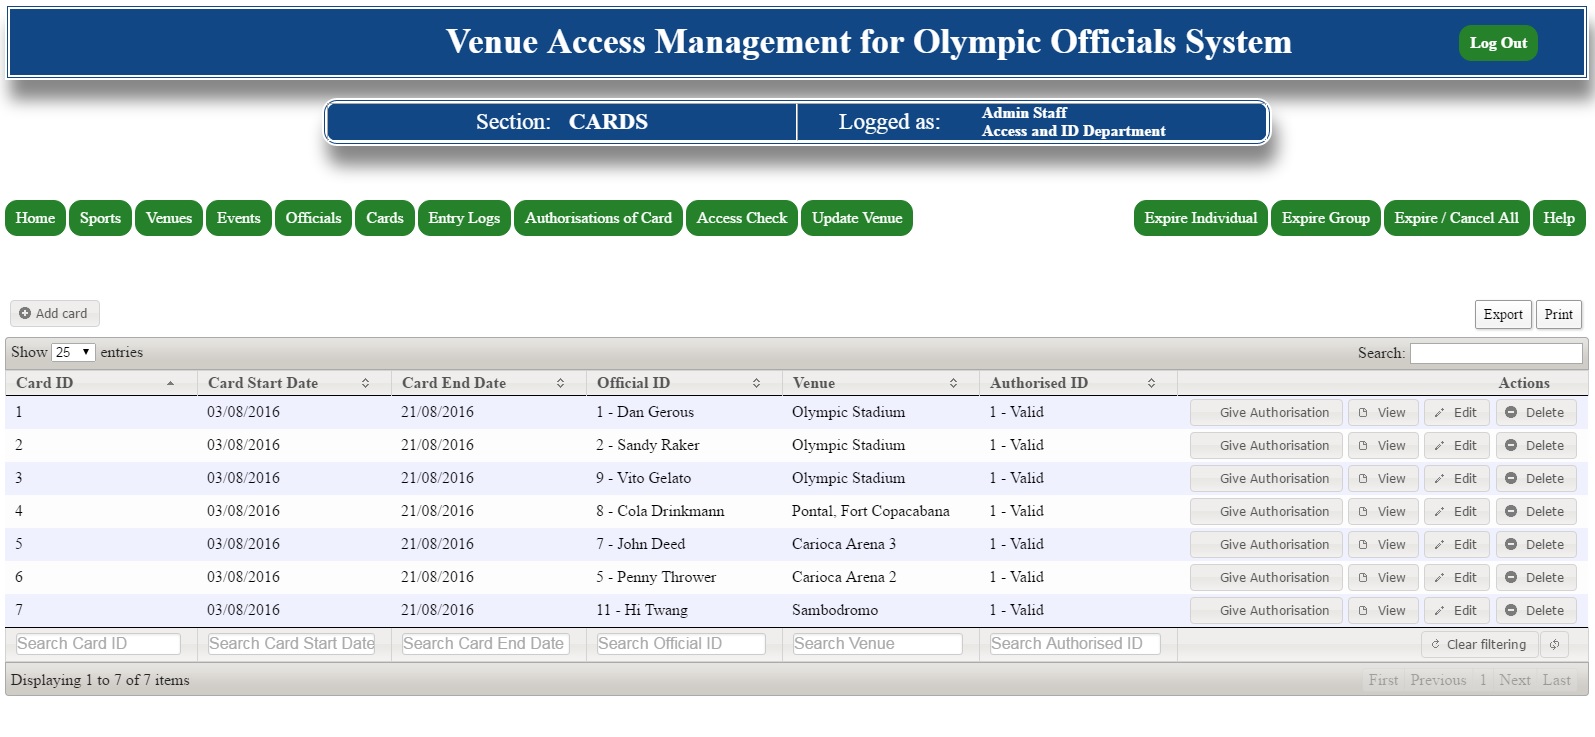 Venue Access Management for Olympic Officials System
Log Out
Section: CARDS
Logged as: Admin Staff
Access and ID Department
Home Sports Venues Events Officials Cards Entry Logs Authorisations of Card Access Check Update Venue Expire Individual Expire Group Expire / Cancel All Help
Add card Export Print
Show 25 entries Search:
Card ID Card Start Date Card End Date Official ID Venue Authorised ID Actions
1 03/08/2016 21/08/2016 1 - Dan Gerous Olympic Stadium 1 - Valid Give Authorisation View Edit Delete
2 03/08/2016 21/08/2016 2 - Sandy Raker Olympic Stadium 1 - Valid Give Authorisation View Edit Delete
3 03/08/2016 21/08/2016 9 - Vito Gelato Olympic Stadium 1 - Valid Give Authorisation View Edit Delete
4 03/08/2016 21/08/2016 8 - Cola Drinkmann Pontal, Fort Copacabana 1 - Valid Give Authorisation View Edit Delete
5 03/08/2016 21/08/2016 7 - John Deed Carioca Arena 3 1 - Valid Give Authorisation View Edit Delete
6 03/08/2016 21/08/2016 5 - Penny Thrower Carioca Arena 2 1 - Valid Give Authorisation View Edit Delete
7 03/08/2016 21/08/2016 11 - Hi Twang Sambodromo 1 - Valid Give Authorisation View Edit Delete
Search Card ID Search Card Start Date Search Card End Date Search Official ID Search Venue Search Authorised ID Clear filtering
Displaying 1 to 7 of 7 items First Previous 1 Next Last